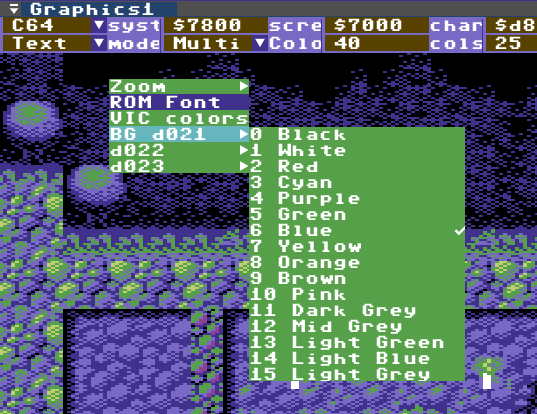 Graphics1
C64 syst $7800 scre $7000 char $d8
Text mode Multi Colo 40 cols 25
Zoom
ROM Font
VIC colors
BG d021
d022
d023
0 Black
1 White
2 Red
3 Cyan
4 Purple
5 Green
6 Blue
7 Yellow
8 Orange
9 Brown
10 Pink
11 Dark Grey
12 Mid Grey
13 Light Green
14 Light Blue
15 Light Grey